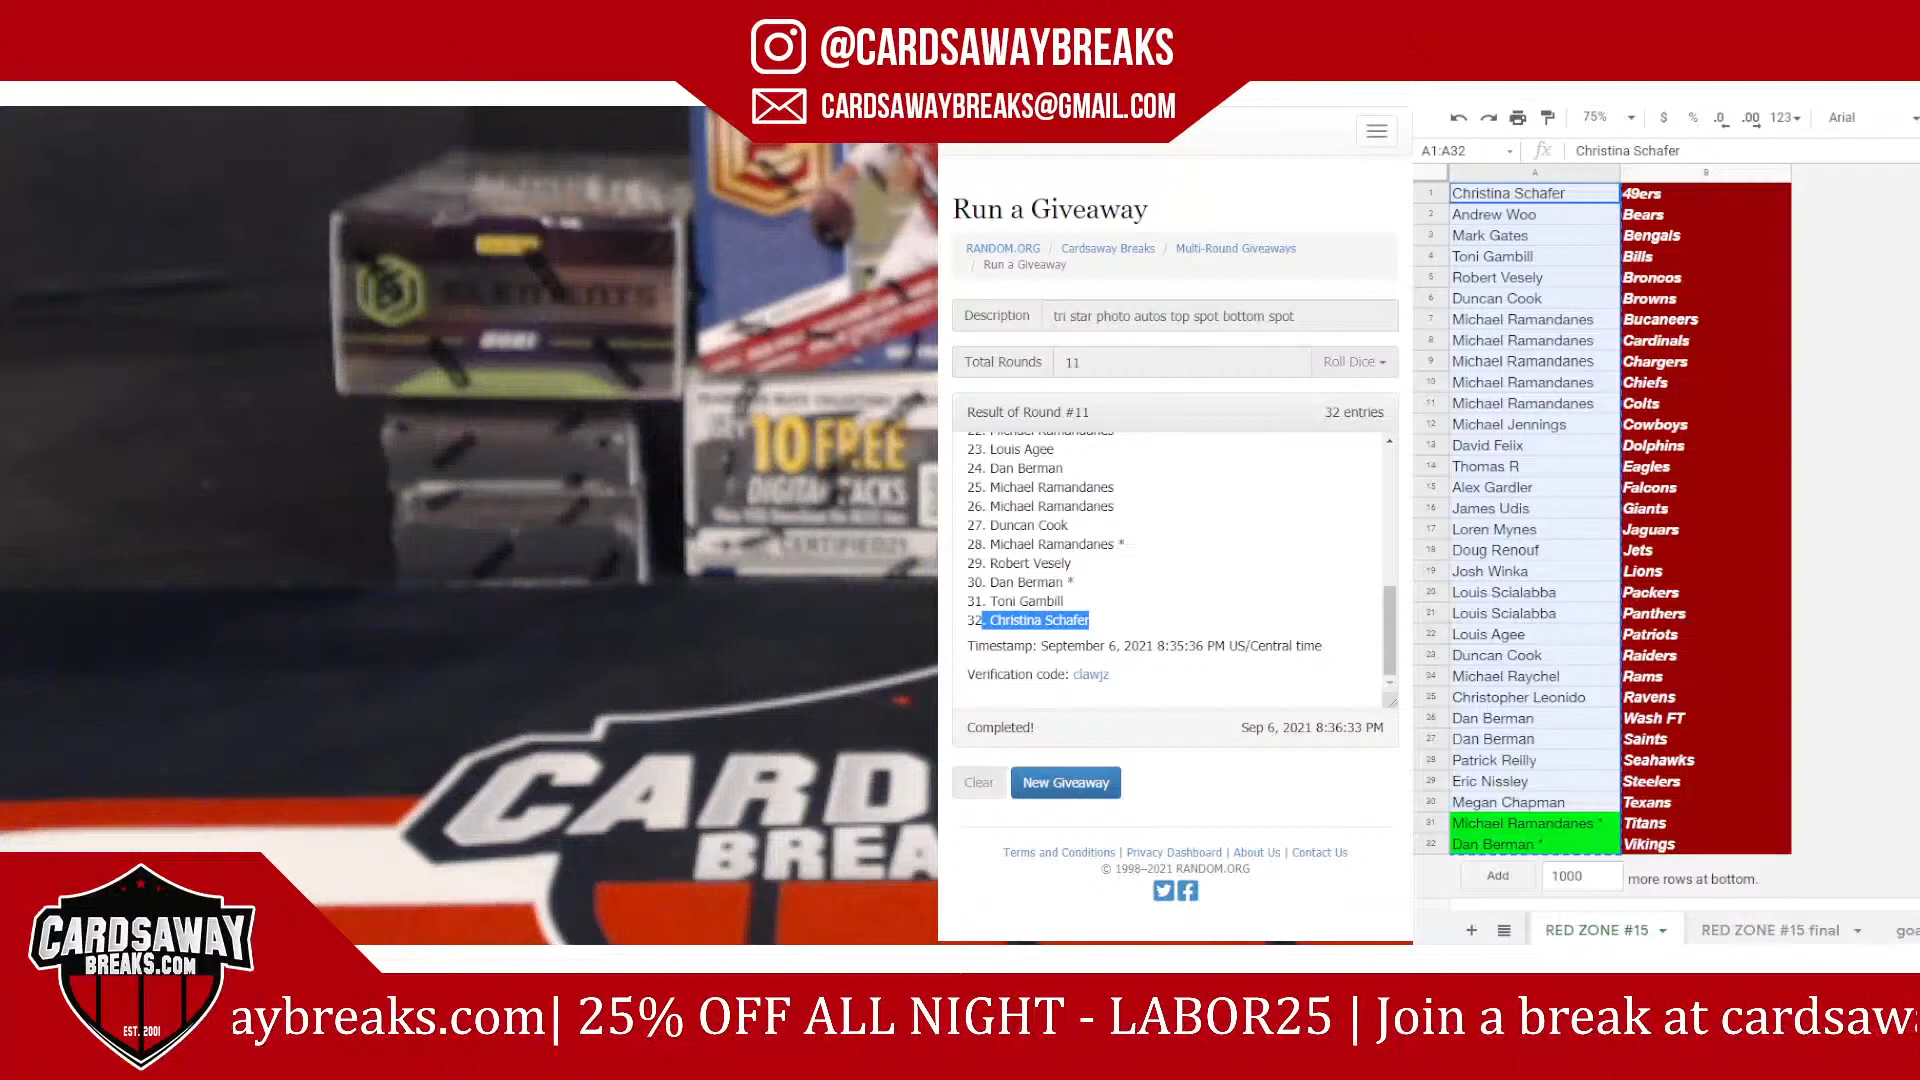 @CARDSAWAYBREAKS
CARDSAWAYBREAKS@GMAIL.COM
ELEMENTS
10 FREE
DIGITAL PACKS
CARDS
BREA
Run a Giveaway
RANDOM.ORG / Cardsaway Breaks / Multi-Round Giveaways
/ Run a Giveaway
Description tri star photo autos top spot bottom spot
Total Rounds 11 Roll Dice
Result of Round #11 32 entries
22. Michael Ramandanes
23. Louis Agee
24. Dan Berman
25. Michael Ramandanes
26. Michael Ramandanes
27. Duncan Cook
28. Michael Ramandanes *
29. Robert Vesely
30. Dan Berman *
31. Toni Gambill
32. Christina Schafer
Timestamp: September 6, 2021 8:35:36 PM US/Central time
Verification code: clawjz
Completed! Sep 6, 2021 8:36:33 PM
Clear New Giveaway
Terms and Conditions | Privacy Dashboard | About Us | Contact Us
© 1998–2021 RANDOM.ORG
75% $ % .0 .00 123 Arial
A1:A32 fx Christina Schafer
A B
1 Christina Schafer 49ers
2 Andrew Woo Bears
3 Mark Gates Bengals
4 Toni Gambill Bills
5 Robert Vesely Broncos
6 Duncan Cook Browns
7 Michael Ramandanes Bucaneers
8 Michael Ramandanes Cardinals
9 Michael Ramandanes Chargers
10 Michael Ramandanes Chiefs
11 Michael Ramandanes Colts
12 Michael Jennings Cowboys
13 David Felix Dolphins
14 Thomas R Eagles
15 Alex Gardler Falcons
16 James Udis Giants
17 Loren Mynes Jaguars
18 Doug Renouf Jets
19 Josh Winka Lions
20 Louis Scialabba Packers
21 Louis Scialabba Panthers
22 Louis Agee Patriots
23 Duncan Cook Raiders
24 Michael Raychel Rams
25 Christopher Leonido Ravens
26 Dan Berman Wash FT
27 Dan Berman Saints
28 Patrick Reilly Seahawks
29 Eric Nissley Steelers
30 Megan Chapman Texans
31 Michael Ramandanes * Titans
32 Dan Berman * Vikings
Add 1000 more rows at bottom.
+ RED ZONE #15 RED ZONE #15 final goa
CARDSAWAY
BREAKS.COM
EST. 2001
aybreaks.com| 25% OFF ALL NIGHT - LABOR25 | Join a break at cardsaw